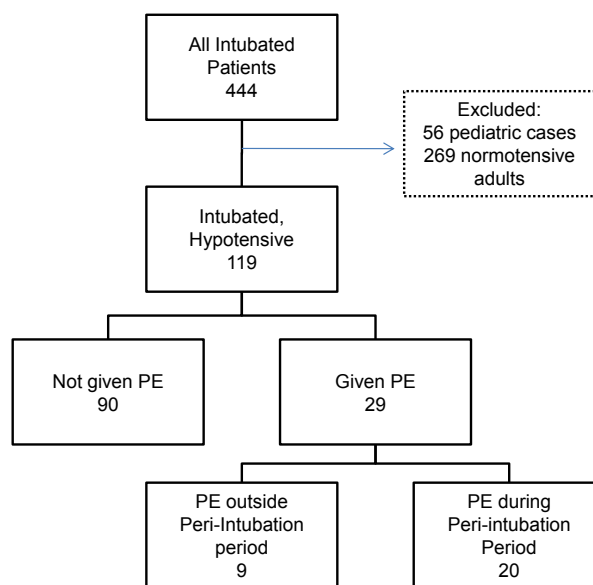 All Intubated
Patients
444
Excluded:
56 pediatric cases
269 normotensive
adults
Intubated,
Hypotensive
119
Not given PE
90
Given PE
29
PE outside
Peri-Intubation
period
9
PE during
Peri-intubation
Period
20